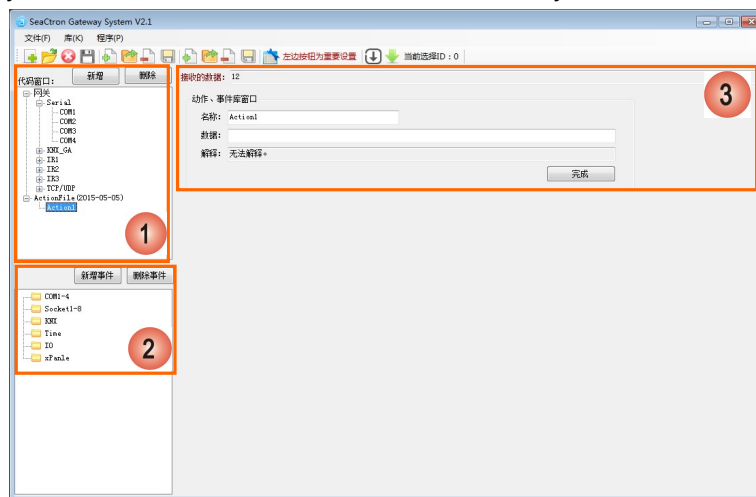 SeaCtron Gateway System V2.1
文件(F) 库(K) 程序(P)
左边按钮为重要设置 当前选择ID：0
代码窗口： 新增 删除
网关
Serial
COM1
COM2
COM3
COM4
KNX_GA
IR1
IR2
IR3
TCP/UDP
ActionFile(2015-05-05)
Action1
1
新增事件 删除事件
COM1-4
Socket1-8
KNX
Time
IO
xPanle
2
接收的数据： 12
3
动作、事件库窗口
名称： Action1
数据：
解释： 无法解释。
完成